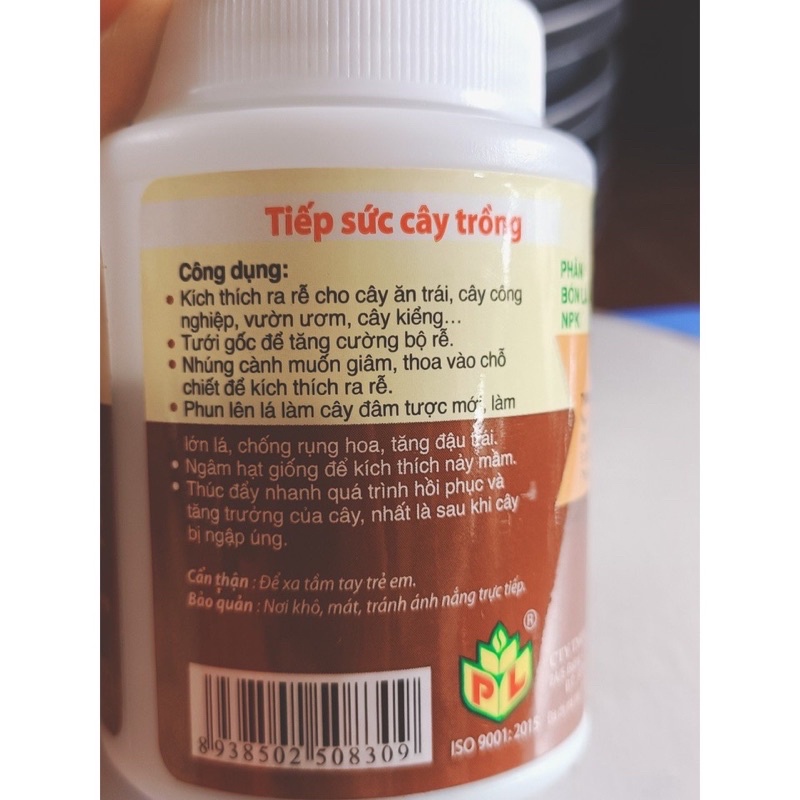 Tiếp sức cây trồng
Công dụng:
• Kích thích ra rễ cho cây ăn trái, cây công
nghiệp, vườn ươm, cây kiểng...
• Tưới gốc để tăng cường bộ rễ.
• Nhúng cành muốn giâm, thoa vào chỗ
chiết để kích thích ra rễ.
• Phun lên lá làm cây đâm tược mới, làm
lớn lá, chống rụng hoa, tăng đậu trái.
• Ngâm hạt giống để kích thích nảy mầm.
• Thúc đẩy nhanh quá trình hồi phục và
tăng trưởng của cây, nhất là sau khi cây
bị ngập úng.
Cẩn thận : Để xa tầm tay trẻ em.
Bảo quản : Nơi khô, mát, tránh ánh nắng trực tiếp.
8 938502 508309
PL ®
ISO 9001: 2015
PHÂN
BÓN LÁ
NPK